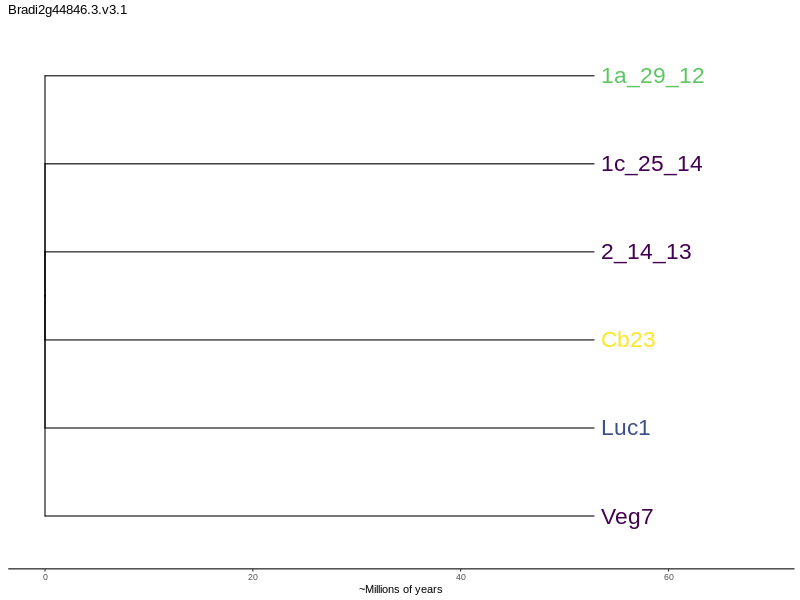 Bradi2g44846.3.v3.1
1a_29_12
1c_25_14
2_14_13
Cb23
Luc1
Veg7
0 20 40 60
~Millions of years